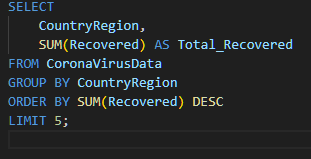 SELECT
    CountryRegion,
    SUM(Recovered) AS Total_Recovered
FROM CoronaVirusData
GROUP BY CountryRegion
ORDER BY SUM(Recovered) DESC
LIMIT 5;